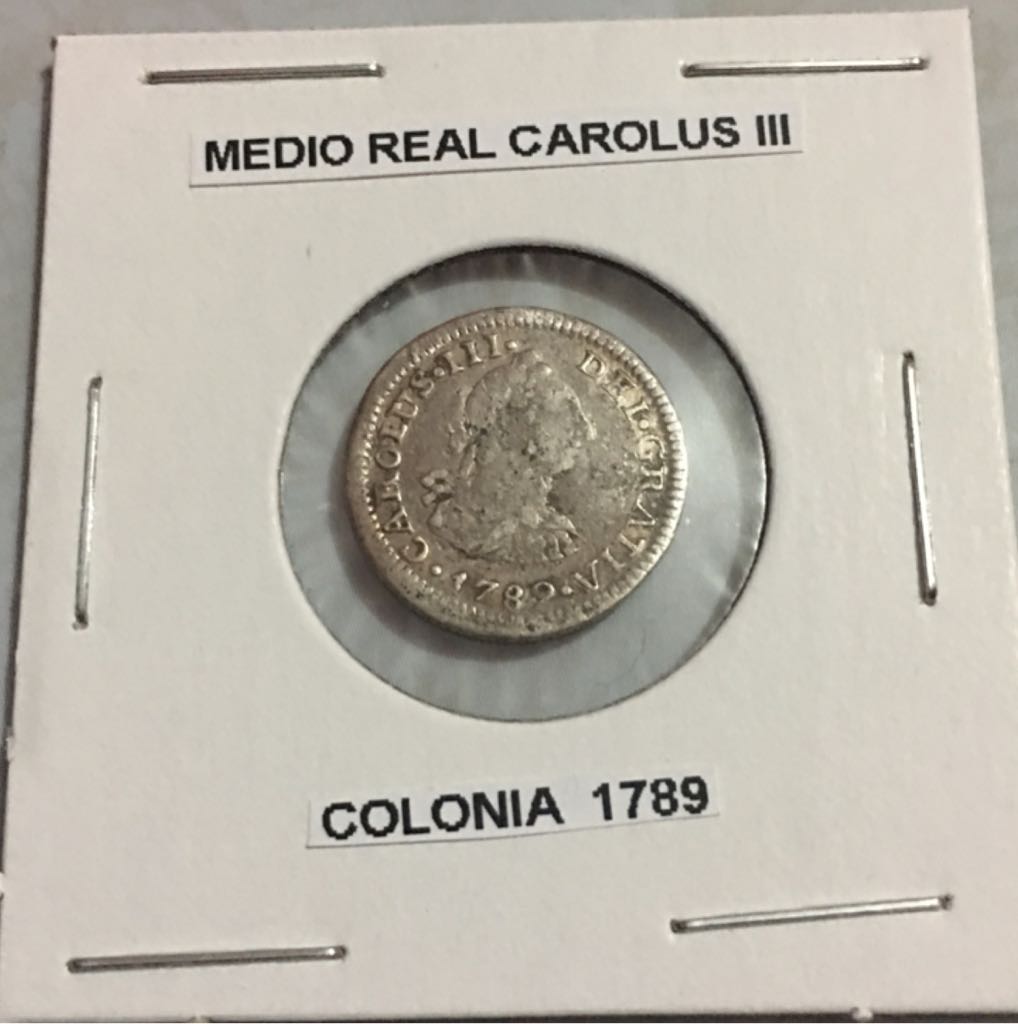 MEDIO REAL CAROLUS III
CAROLUS·III· DEI·GRATIA
·1789·
COLONIA 1789